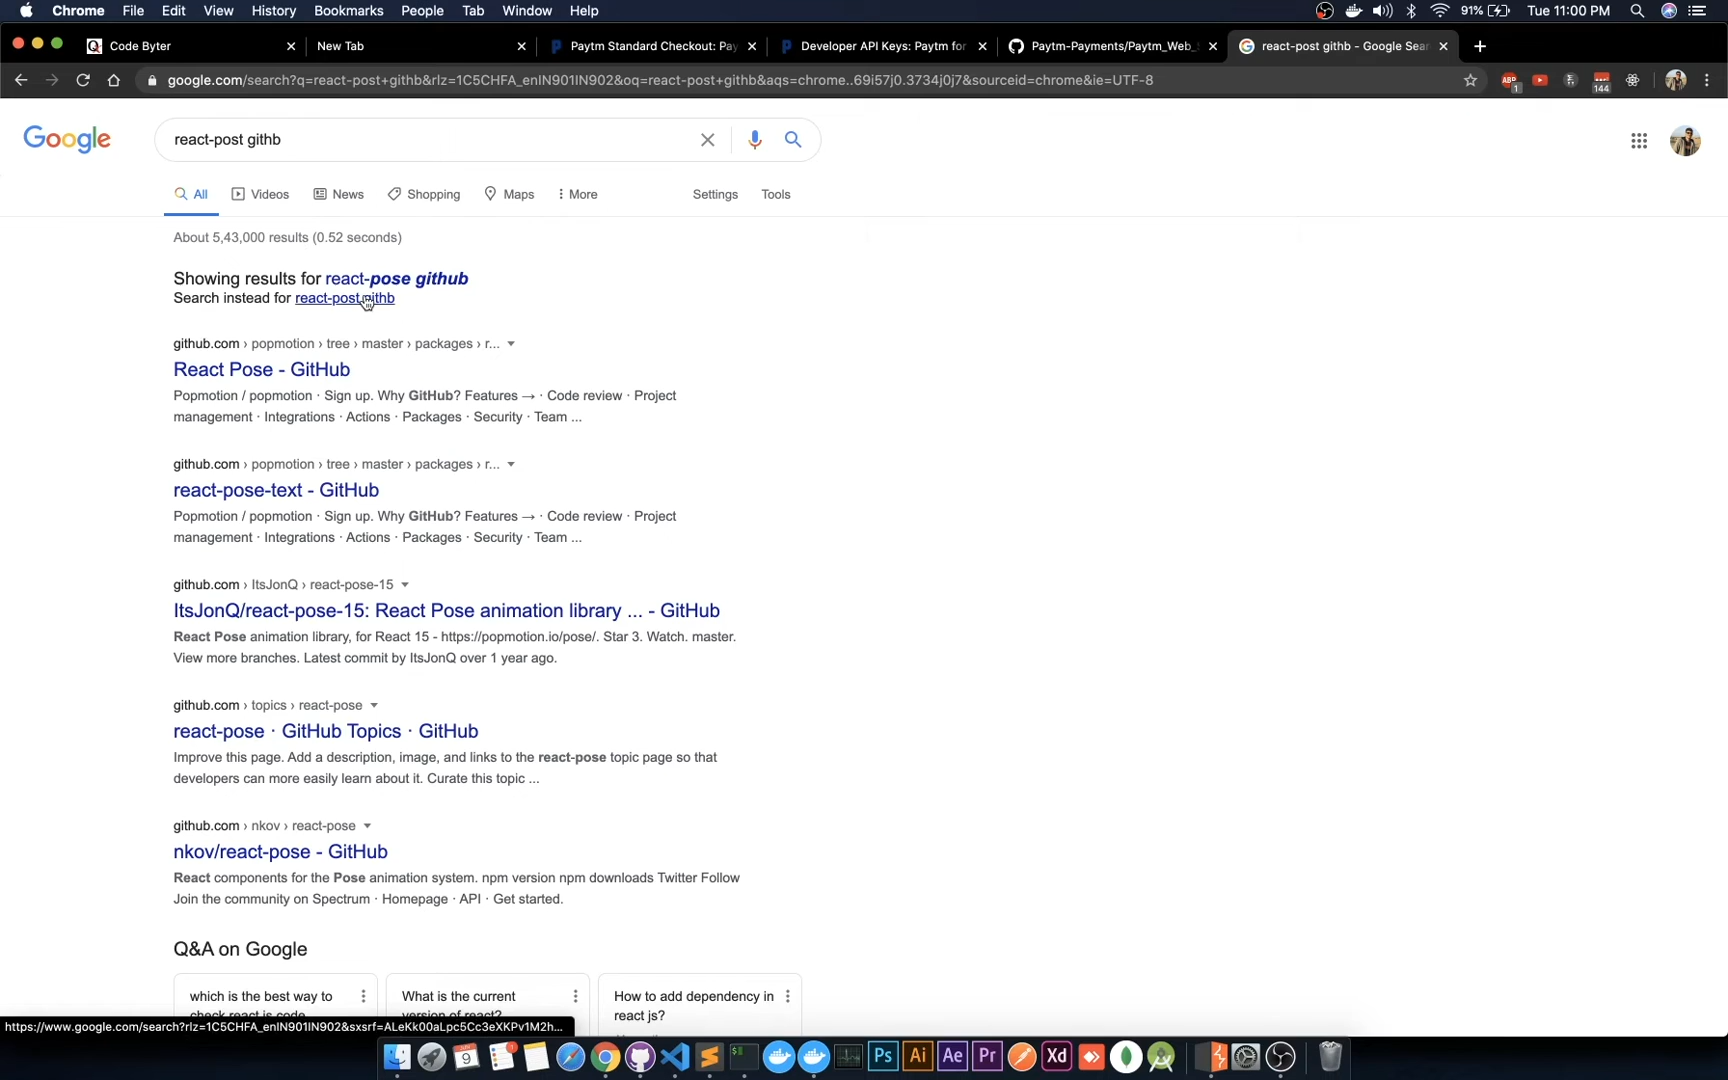 Chrome File Edit View History Bookmarks People Tab Window Help 91% Tue 11:00 PM
Code Byter New Tab Paytm Standard Checkout: Pay Developer API Keys: Paytm for Paytm-Payments/Paytm_Web_ react-post githb - Google Sear
google.com/search?q=react-post+githb&rlz=1C5CHFA_enIN901IN902&oq=react-post+githb&aqs=chrome..69i57j0.3734j0j7&sourceid=chrome&ie=UTF-8 ABP 1 144
Google react-post githb
All Videos News Shopping Maps More Settings Tools
About 5,43,000 results (0.52 seconds)
Showing results for react-pose github
Search instead for react-post githb
github.com › popmotion › tree › master › packages › r...
React Pose - GitHub
Popmotion / popmotion · Sign up. Why GitHub? Features → · Code review · Project
management · Integrations · Actions · Packages · Security · Team ...
github.com › popmotion › tree › master › packages › r...
react-pose-text - GitHub
Popmotion / popmotion · Sign up. Why GitHub? Features → · Code review · Project
management · Integrations · Actions · Packages · Security · Team ...
github.com › ItsJonQ › react-pose-15
ItsJonQ/react-pose-15: React Pose animation library ... - GitHub
React Pose animation library, for React 15 - https://popmotion.io/pose/. Star 3. Watch. master.
View more branches. Latest commit by ItsJonQ over 1 year ago.
github.com › topics › react-pose
react-pose · GitHub Topics · GitHub
Improve this page. Add a description, image, and links to the react-pose topic page so that
developers can more easily learn about it. Curate this topic ...
github.com › nkov › react-pose
nkov/react-pose - GitHub
React components for the Pose animation system. npm version npm downloads Twitter Follow
Join the community on Spectrum · Homepage · API · Get started.
Q&A on Google
which is the best way to What is the current How to add dependency in
check react is code version of react? react js?
https://www.google.com/search?rlz=1C5CHFA_enIN901IN902&sxsrf=ALeKk00aLpc5Cc3eXKPv1M2h...
9 1 Ps Ai Ae Pr Xd